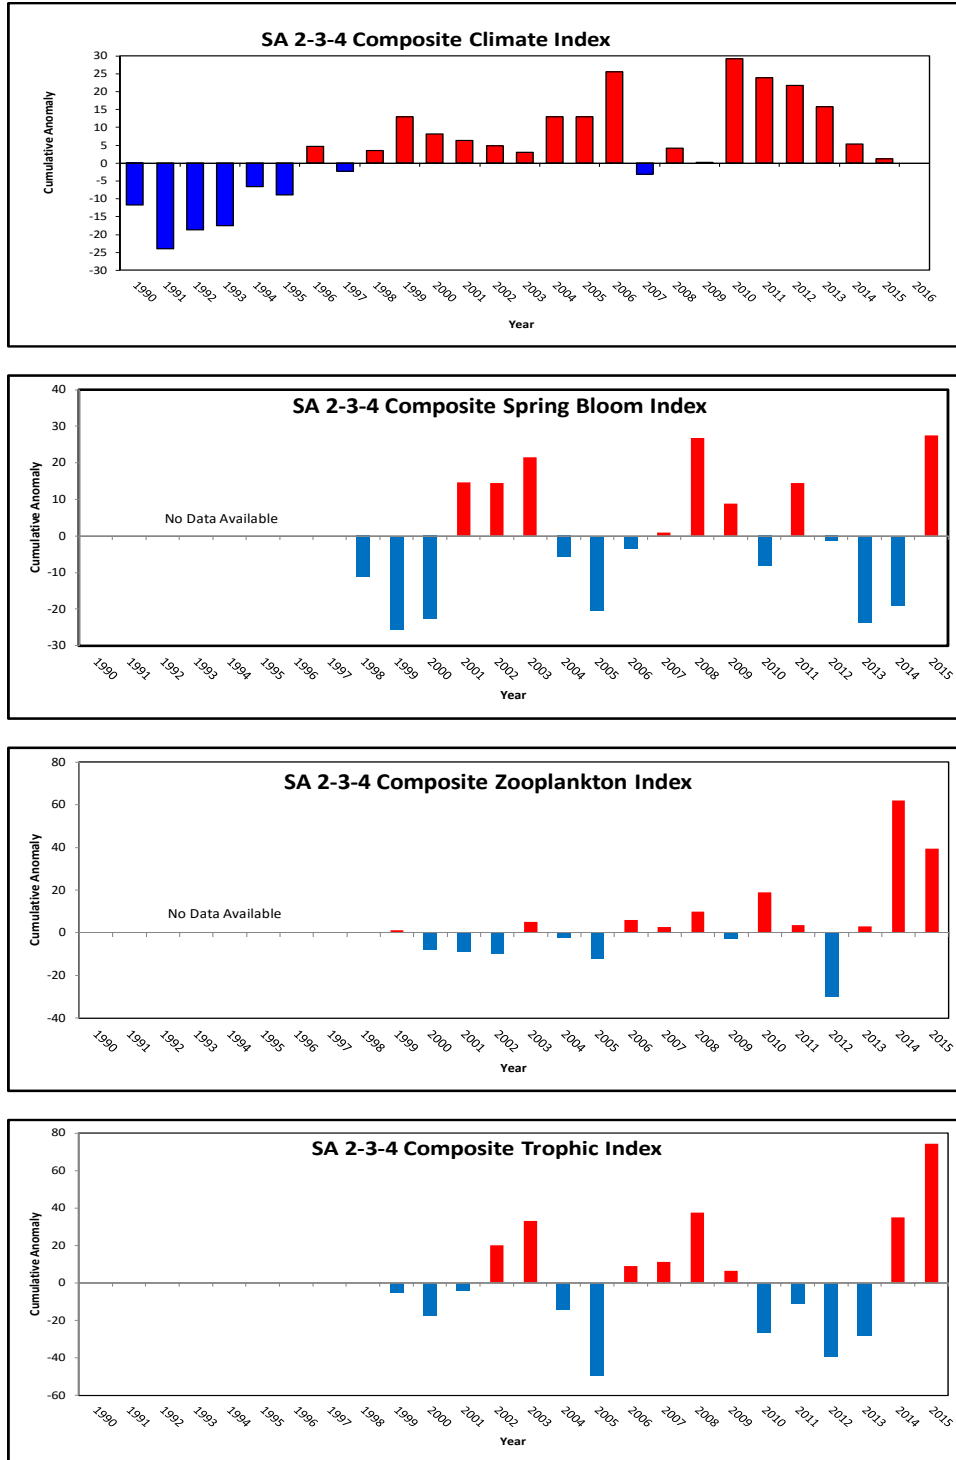 SA 2-3-4 Composite Climate Index
30
25
20
15
10
5
0
-5
-10
-15
-20
-25
-30
Cumulative Anomaly
1990 1991 1992 1993 1994 1995 1996 1997 1998 1999 2000 2001 2002 2003 2004 2005 2006 2007 2008 2009 2010 2011 2012 2013 2014 2015 2016
Year
SA 2-3-4 Composite Spring Bloom Index
40
30
20
10
0
-10
-20
-30
Cumulative Anomaly
No Data Available
1990 1991 1992 1993 1994 1995 1996 1997 1998 1999 2000 2001 2002 2003 2004 2005 2006 2007 2008 2009 2010 2011 2012 2013 2014 2015
Year
SA 2-3-4 Composite Zooplankton Index
80
60
40
20
0
-20
-40
Cumulative Anomaly
No Data Available
1990 1991 1992 1993 1994 1995 1996 1997 1998 1999 2000 2001 2002 2003 2004 2005 2006 2007 2008 2009 2010 2011 2012 2013 2014 2015
Year
SA 2-3-4 Composite Trophic Index
80
60
40
20
0
-20
-40
-60
Cumulative Anomaly
1990 1991 1992 1993 1994 1995 1996 1997 1998 1999 2000 2001 2002 2003 2004 2005 2006 2007 2008 2009 2010 2011 2012 2013 2014 2015
Year